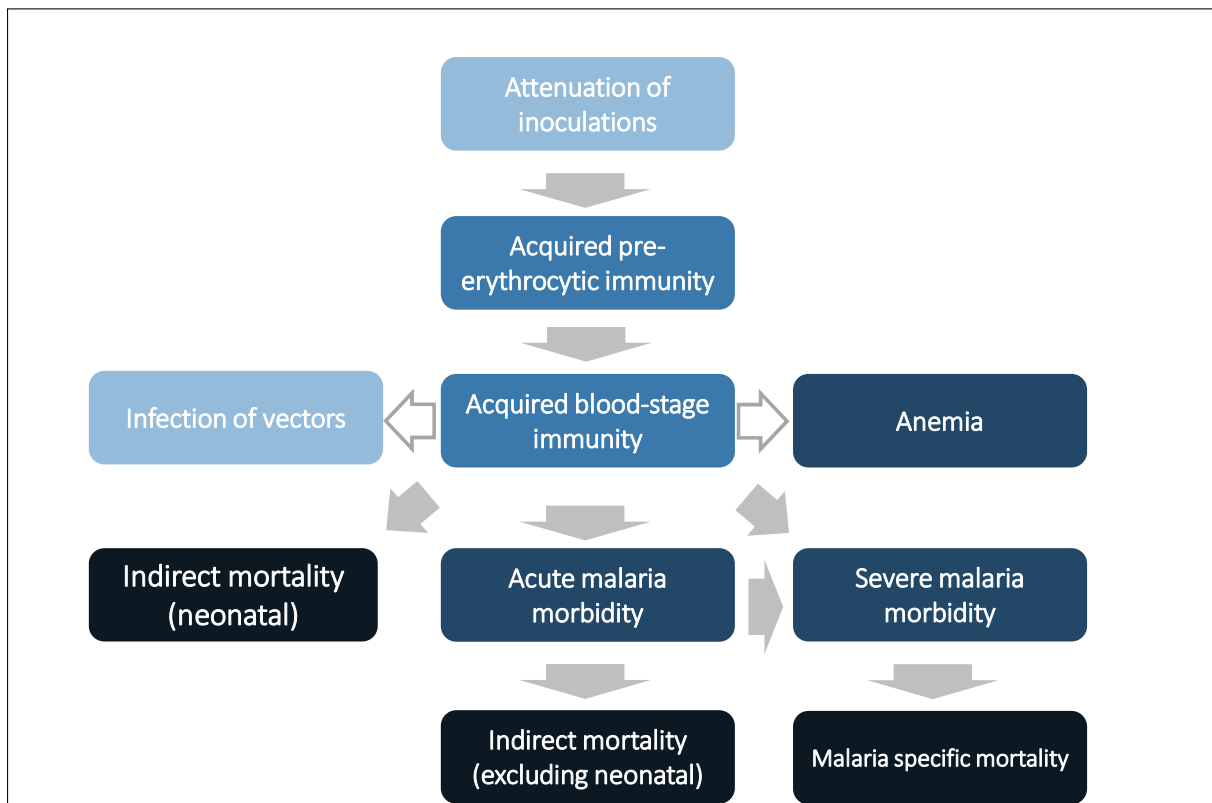 Attenuation of
inoculations
Acquired pre-
erythrocytic immunity
Infection of vectors
Acquired blood-stage
immunity
Anemia
Indirect mortality
(neonatal)
Acute malaria
morbidity
Severe malaria
morbidity
Indirect mortality
(excluding neonatal)
Malaria specific mortality